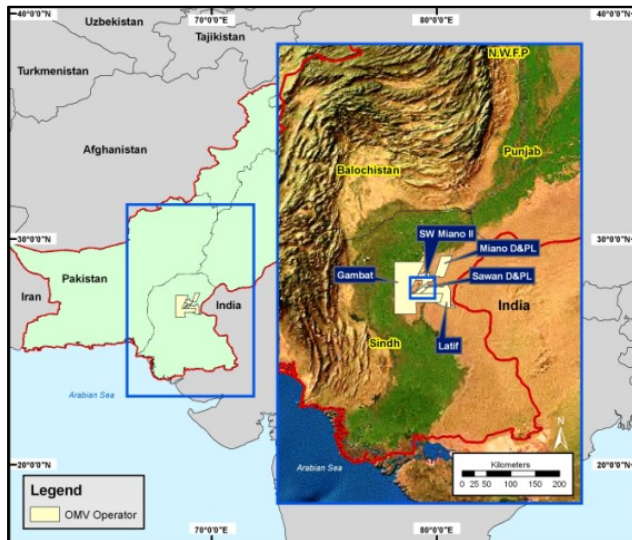 70°0'0"E
80°0'0"E
40°0'0"N
40°0'0"N
Uzbekistan
Tajikistan
Turkmenistan
Afghanistan
30°0'0"N
30°0'0"N
Pakistan
Iran
India
Arabian Sea
20°0'0"N
20°0'0"N
N.W.F.P
Punjab
Balochistan
SW Miano II
Miano D&PL
Gambat
Sawan D&PL
India
Latif
Sindh
Arabian Sea
N
Kilometers
0 25 50 100 150 200
Legend
OMV Operator
70°0'0"E
80°0'0"E